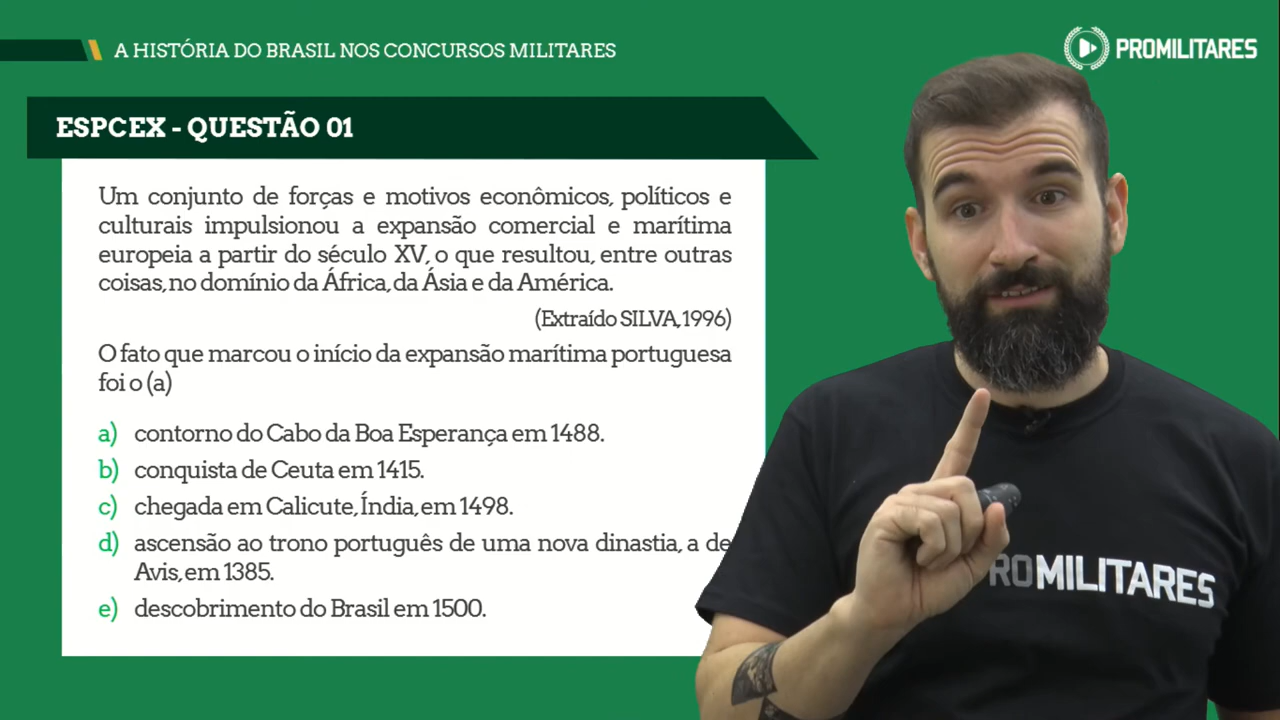 A HISTÓRIA DO BRASIL NOS CONCURSOS MILITARES
PROMILITARES
ESPCEX - QUESTÃO 01
Um conjunto de forças e motivos econômicos, políticos e
culturais impulsionou a expansão comercial e marítima
europeia a partir do século XV, o que resultou, entre outras
coisas, no domínio da África, da Ásia e da América.
(Extraído SILVA, 1996)
O fato que marcou o início da expansão marítima portuguesa
foi o (a)
a) contorno do Cabo da Boa Esperança em 1488.
b) conquista de Ceuta em 1415.
c) chegada em Calicute, Índia, em 1498.
d) ascensão ao trono português de uma nova dinastia, a de
Avis, em 1385.
e) descobrimento do Brasil em 1500.
ROMILITARES